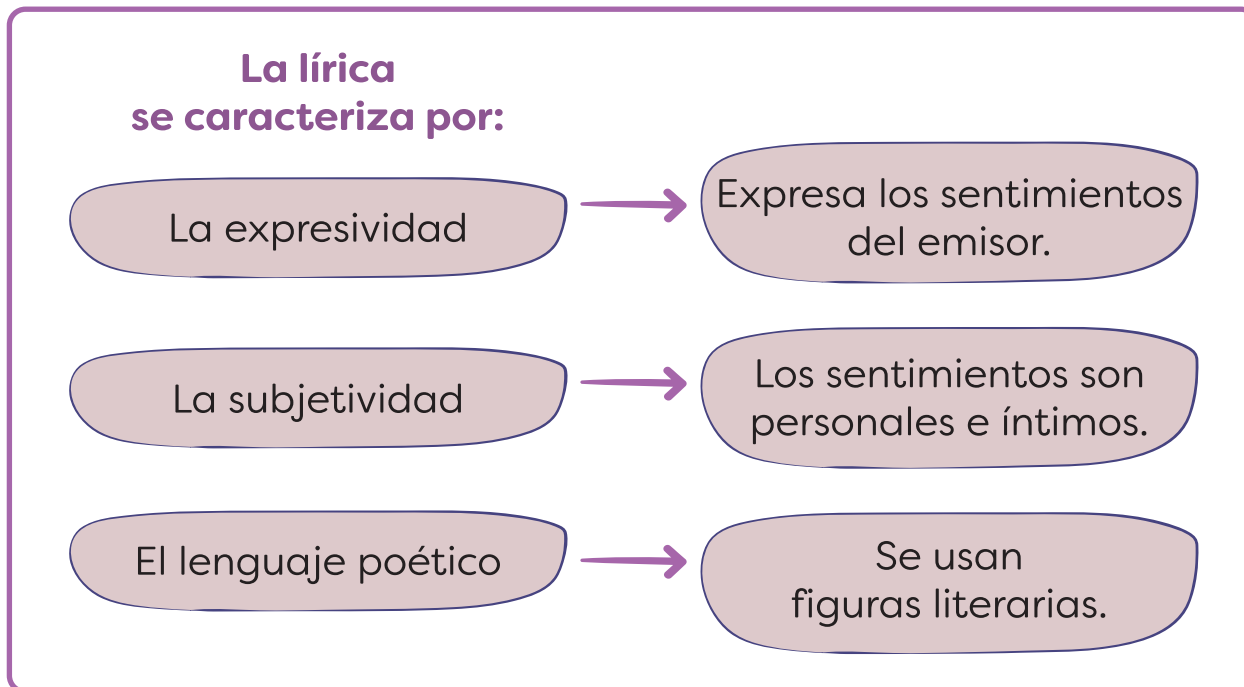 La lírica
se caracteriza por:
La expresividad
Expresa los sentimientos
del emisor.
La subjetividad
Los sentimientos son
personales e íntimos.
El lenguaje poético
Se usan
figuras literarias.